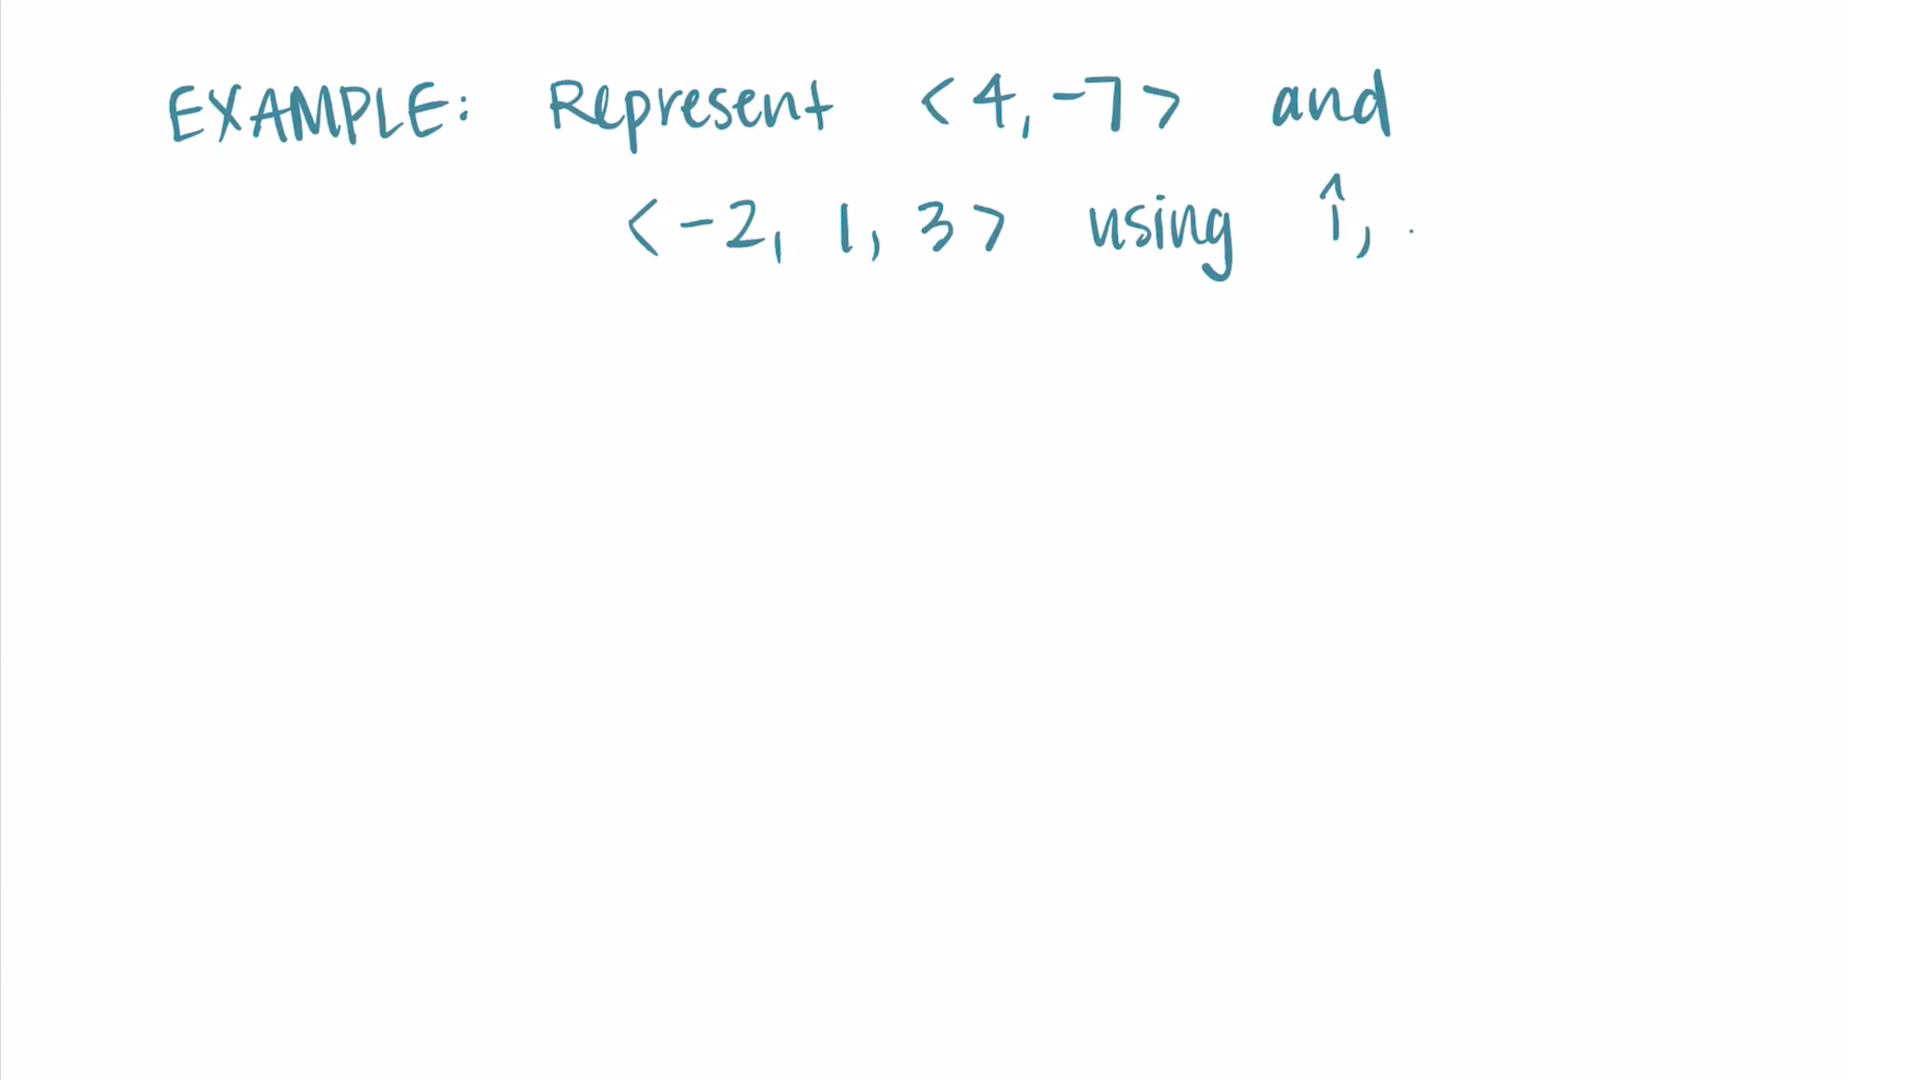 EXAMPLE: Represent <4, -7> and
<-2, 1, 3> using î,